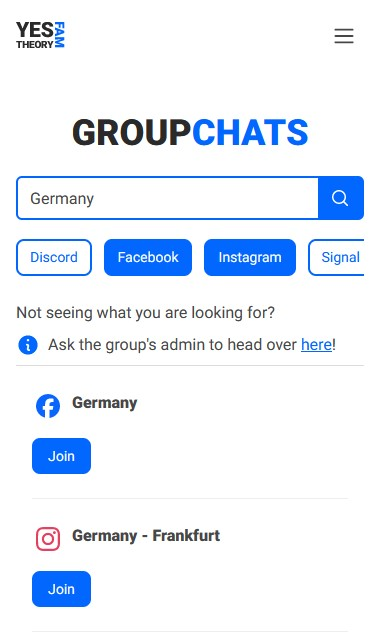 YES
THEORY
FAM
GROUPCHATS
Germany
Discord Facebook Instagram Signal
Not seeing what you are looking for?
Ask the group's admin to head over here!
Germany
Join
Germany - Frankfurt
Join